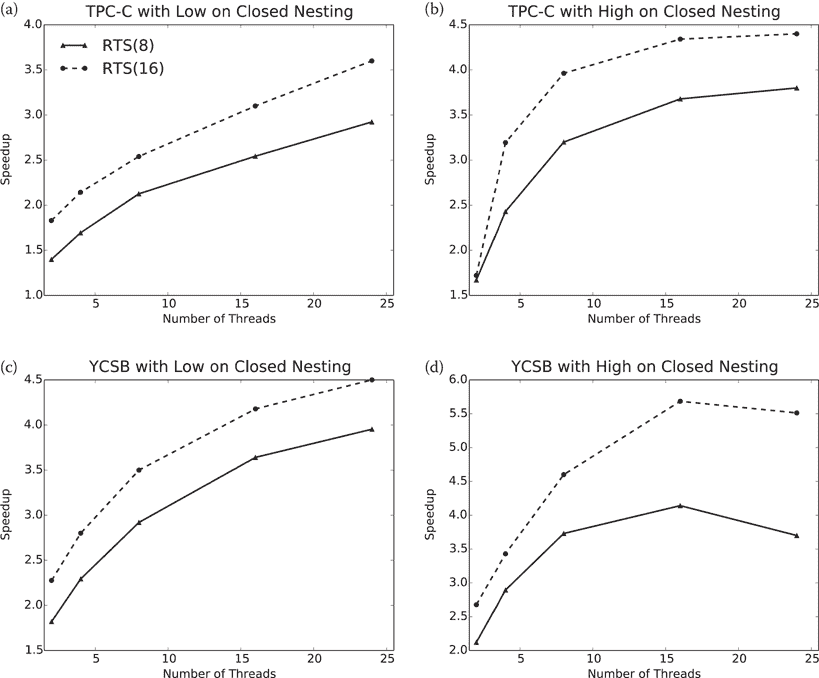 (a)
TPC-C with Low on Closed Nesting
4.0
3.5
3.0
2.5
2.0
1.5
1.0
Speedup
RTS(8)
RTS(16)
5
10
15
20
25
Number of Threads
(b)
TPC-C with High on Closed Nesting
4.5
4.0
3.5
3.0
2.5
2.0
1.5
Speedup
5
10
15
20
25
Number of Threads
(c)
YCSB with Low on Closed Nesting
4.5
4.0
3.5
3.0
2.5
2.0
1.5
Speedup
5
10
15
20
25
Number of Threads
(d)
YCSB with High on Closed Nesting
6.0
5.5
5.0
4.5
4.0
3.5
3.0
2.5
2.0
Speedup
5
10
15
20
25
Number of Threads